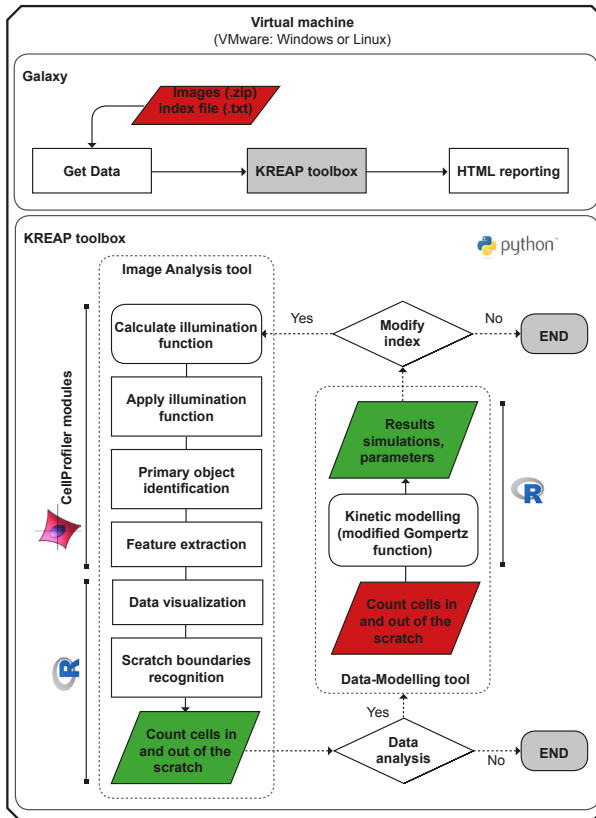 Virtual machine
(VMware: Windows or Linux)
Galaxy
Images (.zip)
index file (.txt)
Get Data
KREAP toolbox
HTML reporting
KREAP toolbox
python™
Image Analysis tool
Calculate illumination
function
Yes
Modify
index
No
END
Apply illumination
function
Primary object
identification
Feature extraction
CellProfiler modules
Results
simulations,
parameters
R
Kinetic modelling
(modified Gompertz
function)
Count cells in
and out of the
scratch
Data-Modelling tool
Data visualization
R
Scratch boundaries
recognition
Count cells in
and out of the
scratch
Yes
Data
analysis
No
END